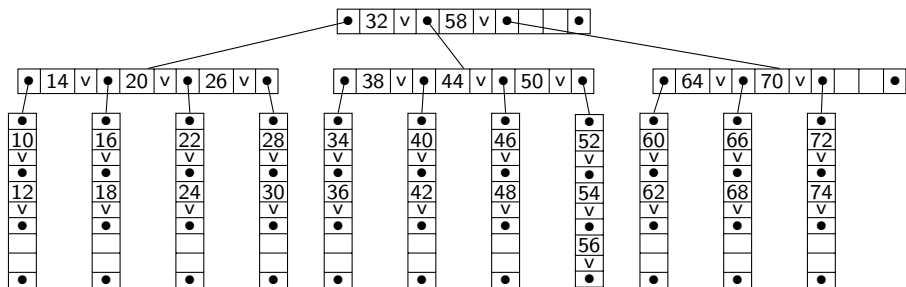 32 v 58 v
14 v 20 v 26 v
38 v 44 v 50 v
64 v 70 v
10 v 12 v
16 v 18 v
22 v 24 v
28 v 30 v
34 v 36 v
40 v 42 v
46 v 48 v
52 v 54 v 56 v
60 v 62 v
66 v 68 v
72 v 74 v